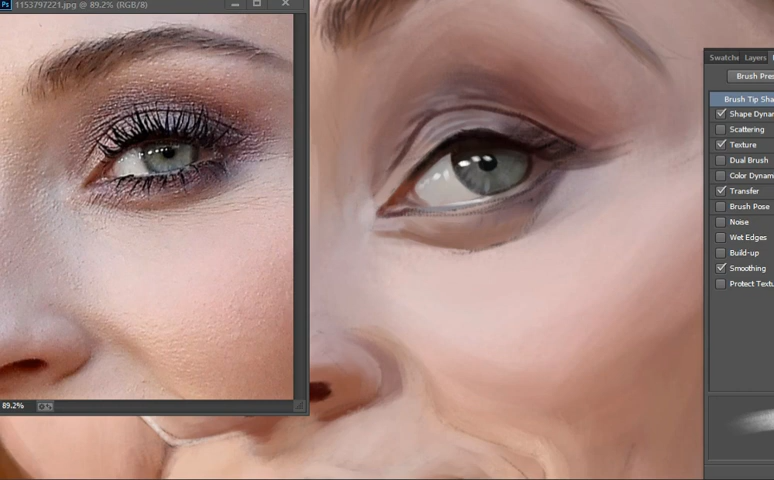 Ps 1153797221.jpg @ 89.2% (RGB/8)
89.2%
Swatche Layers
Brush Pres
Brush Tip Sha
Shape Dynam
Scattering
Texture
Dual Brush
Color Dynam
Transfer
Brush Pose
Noise
Wet Edges
Build-up
Smoothing
Protect Textu